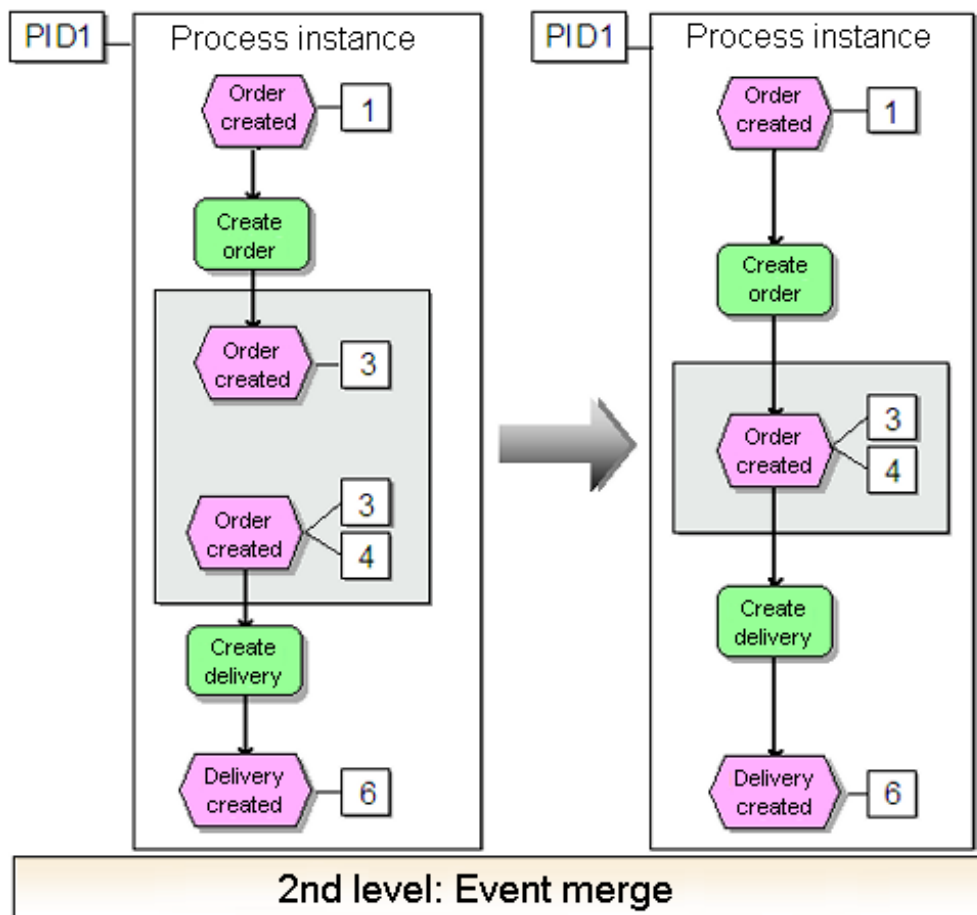 PID1
Process instance
Order
created
1
Create
order
Order
created
3
Order
created
3
4
Create
delivery
Delivery
created
6
PID1
Process instance
Order
created
1
Create
order
Order
created
3
4
Create
delivery
Delivery
created
6
2nd level: Event merge